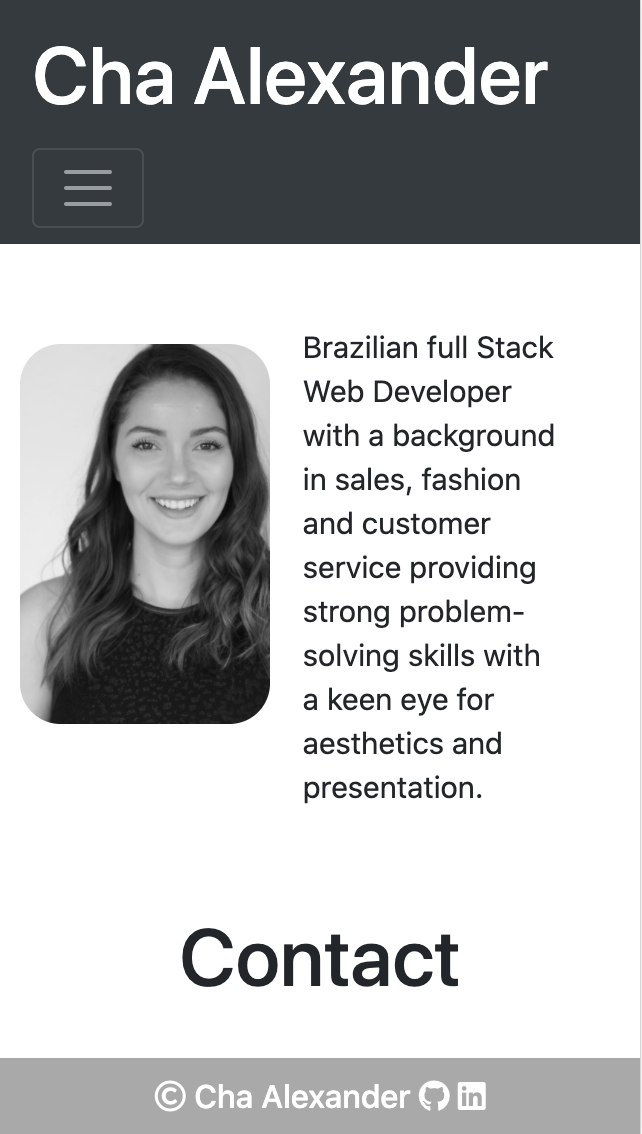 Cha Alexander
Brazilian full Stack
Web Developer
with a background
in sales, fashion
and customer
service providing
strong problem-
solving skills with
a keen eye for
aesthetics and
presentation.
Contact
© Cha Alexander